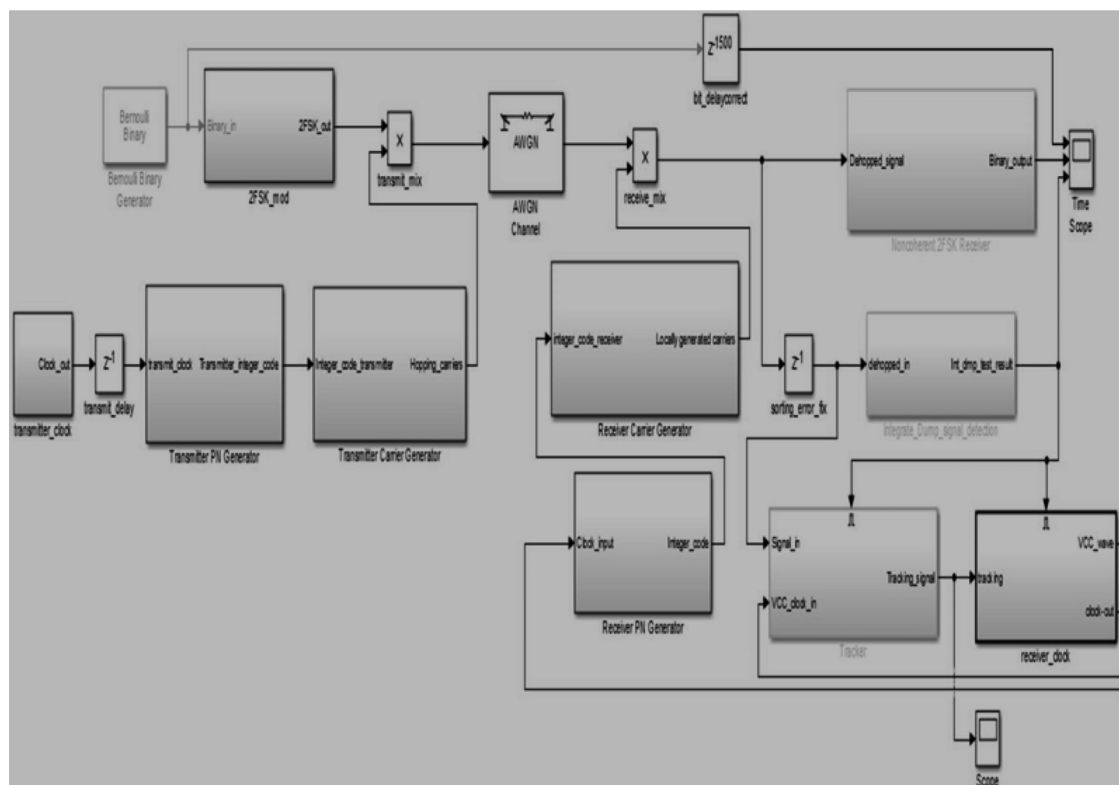 Z-1500
bit_delaycorrect
Bernoulli
Binary
Bernoulli Binary
Generator
Binary_in
2FSK_out
2FSK_mod
X
transmit_mix
AWGN
AWGN
Channel
X
receive_mix
Dehopped_signal
Binary_output
Noncoherent 2FSK Receiver
Time
Scope
Clock_out
transmitter_clock
Z-1
transmit_delay
transmit_clock
Transmitter_integer_code
Transmitter PN Generator
Integer_code_transmitter
Hopping_carriers
Transmitter Carrier Generator
integer_code_receiver
Locally generated carriers
Receiver Carrier Generator
Z-1
sorting_error_fix
dehopped_in
Int_dmp_test_result
Integrate_Dump_signal_detection
Clock_input
Integer_code
Receiver PN Generator
Signal_in
VCC_clock_in
Tracking_signal
Tracker
tracking
VCC_wave
clock-out
receiver_clock
Scope